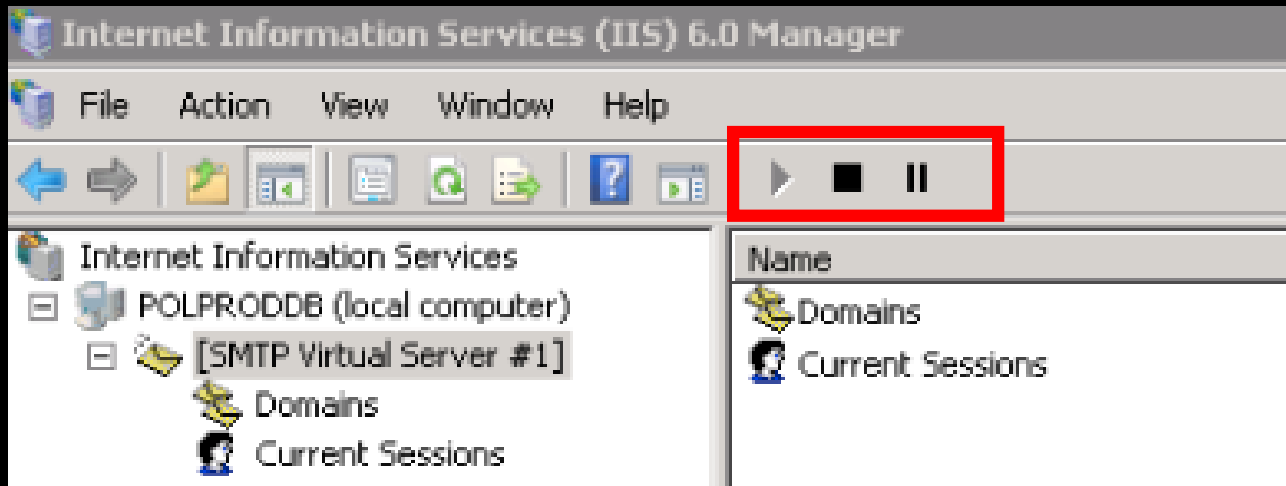 Internet Information Services (IIS) 6.0 Manager
File Action View Window Help
Internet Information Services
POLPRODDB (local computer)
[SMTP Virtual Server #1]
Domains
Current Sessions
Name
Domains
Current Sessions